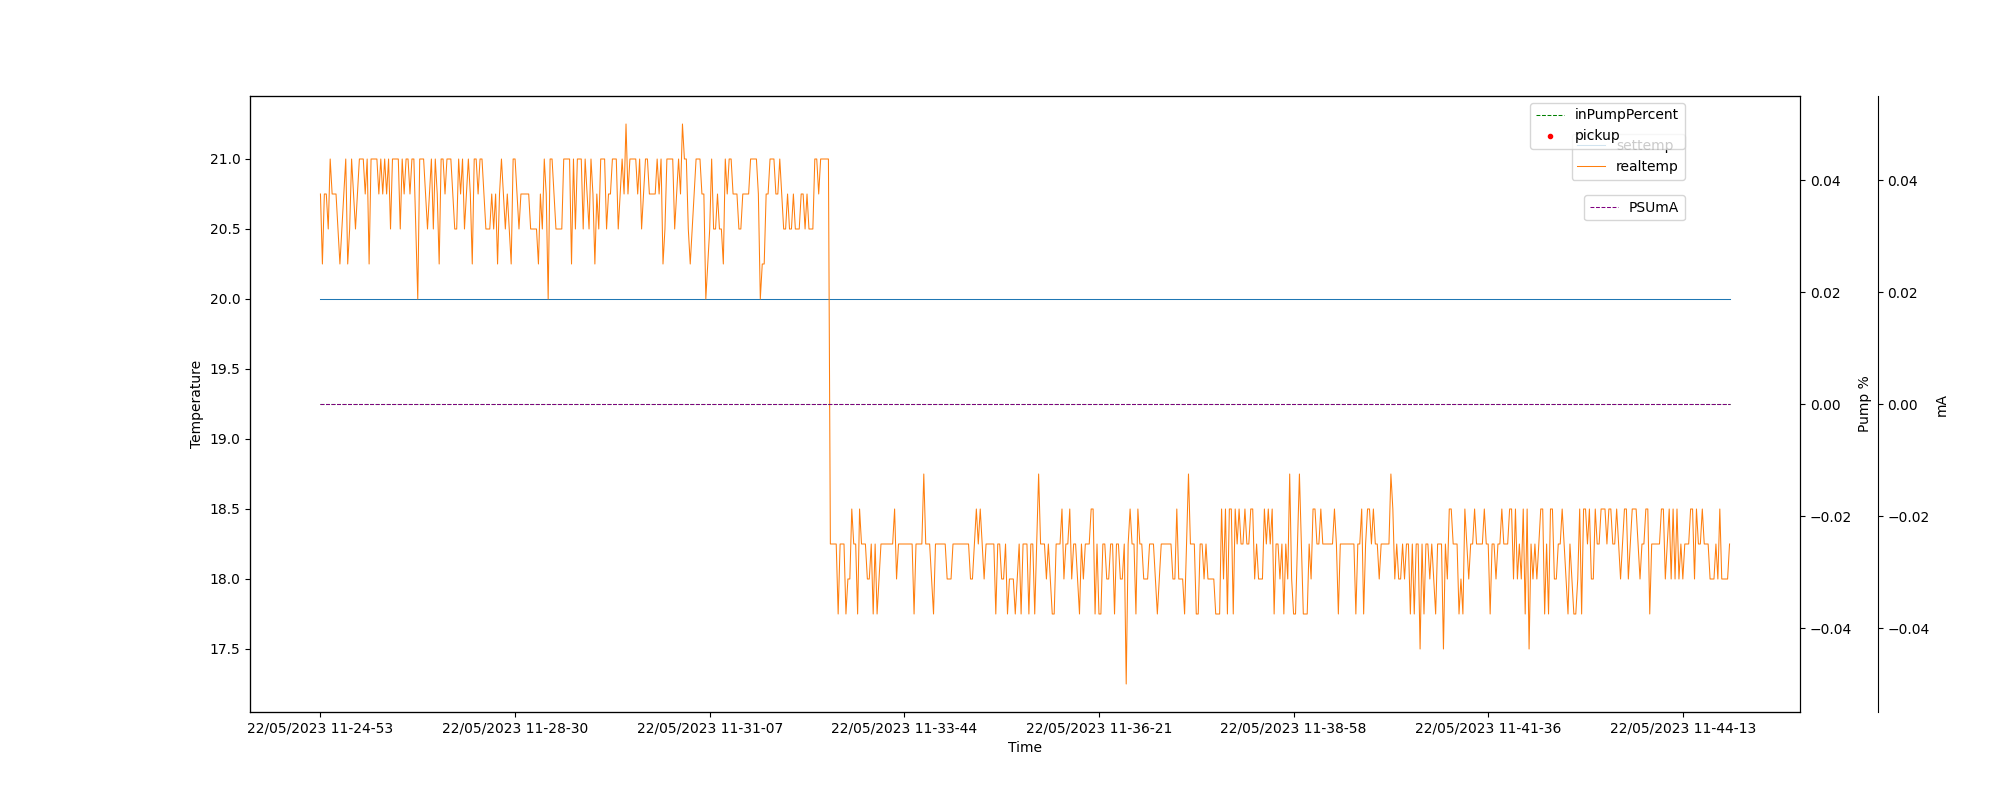 inPumpPercent
pickup
settemp
realtemp
PSUmA
21.0
20.5
20.0
19.5
19.0
18.5
18.0
17.5
Temperature
0.04
0.02
0.00
−0.02
−0.04
Pump %
0.04
0.02
0.00
−0.02
−0.04
mA
22/05/2023 11-24-53
22/05/2023 11-28-30
22/05/2023 11-31-07
22/05/2023 11-33-44
22/05/2023 11-36-21
22/05/2023 11-38-58
22/05/2023 11-41-36
22/05/2023 11-44-13
Time